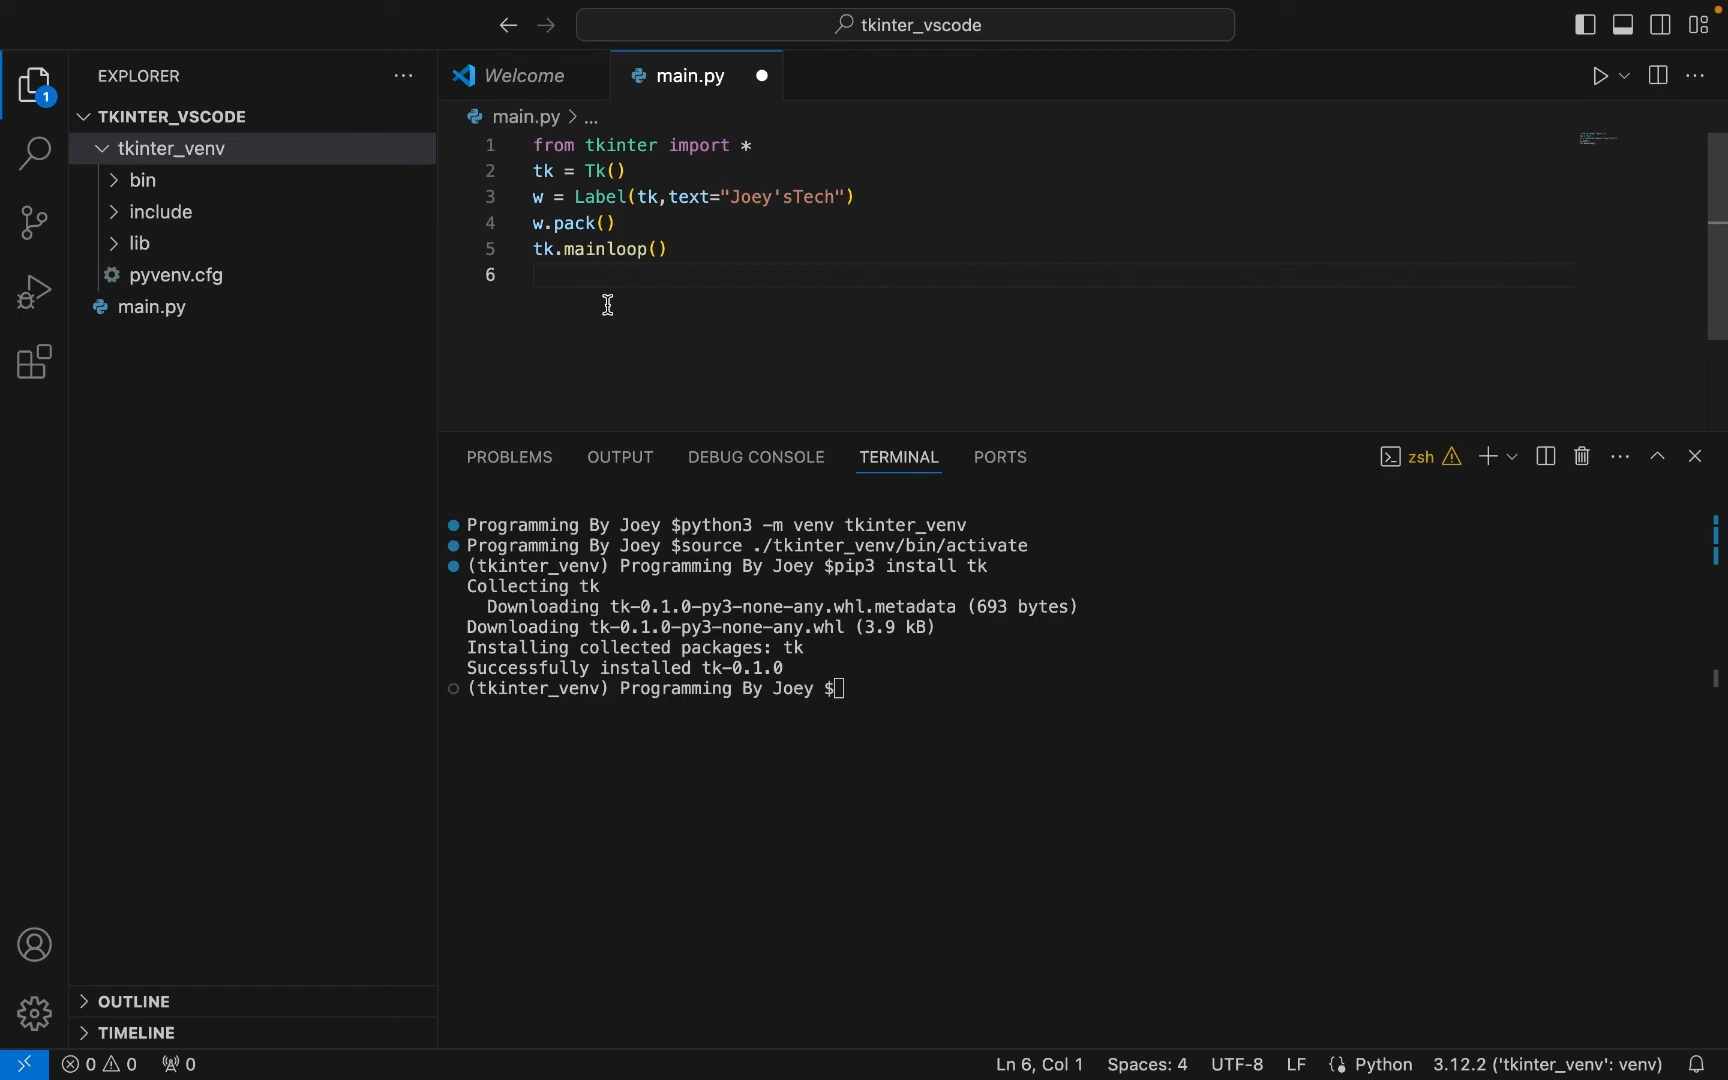 tkinter_vscode
EXPLORER
TKINTER_VSCODE
tkinter_venv
bin
include
lib
pyvenv.cfg
main.py
OUTLINE
TIMELINE
1
Welcome
main.py
main.py > ...
1 from tkinter import *
2 tk = Tk()
3 w = Label(tk,text="Joey'sTech")
4 w.pack()
5 tk.mainloop()
6
PROBLEMS OUTPUT DEBUG CONSOLE TERMINAL PORTS
zsh
Programming By Joey $python3 -m venv tkinter_venv
Programming By Joey $source ./tkinter_venv/bin/activate
(tkinter_venv) Programming By Joey $pip3 install tk
Collecting tk
Downloading tk-0.1.0-py3-none-any.whl.metadata (693 bytes)
Downloading tk-0.1.0-py3-none-any.whl (3.9 kB)
Installing collected packages: tk
Successfully installed tk-0.1.0
(tkinter_venv) Programming By Joey $
0 0 0 Ln 6, Col 1 Spaces: 4 UTF-8 LF Python 3.12.2 ('tkinter_venv': venv)